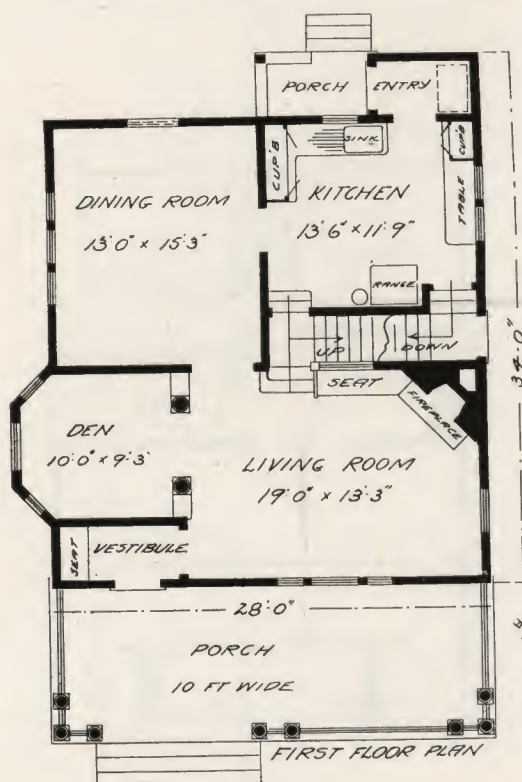 PORCH
ENTRY
SINK
CUP'B
CUP'B
DINING ROOM
13'0" x 15'3"
KITCHEN
13'6" x 11'9"
TABLE
RANGE
UP
DOWN
34'0"
SEAT
FIREPLACE
DEN
10'0" x 9'3"
LIVING ROOM
19'0" x 13'3"
SEAT
VESTIBULE
28'0"
PORCH
10 FT WIDE
FIRST FLOOR PLAN